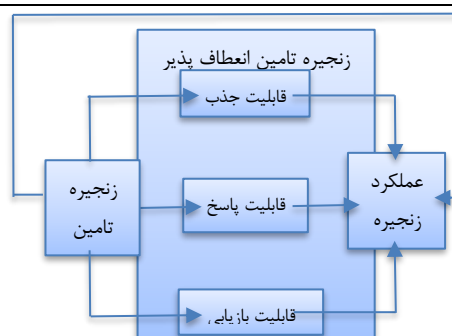 زنجیره تامین انعطاف پذیر
قابلیت جذب
زنجیره
تامین
قابلیت پاسخ
عملکرد
زنجیره
قابلیت بازیابی